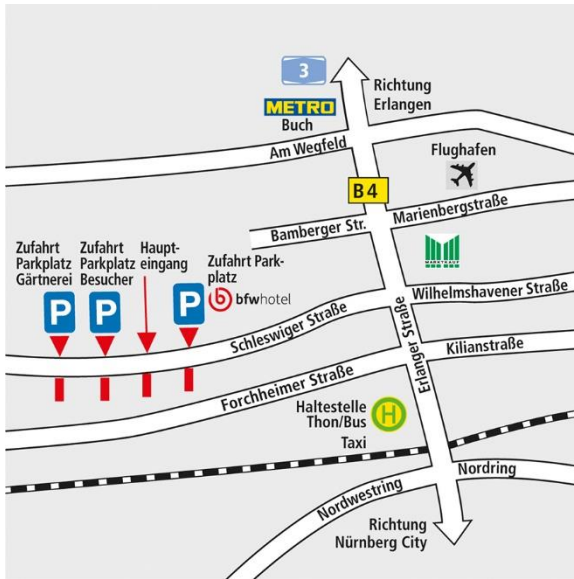 3
METRO
Buch
Richtung
Erlangen
Am Wegfeld
Flughafen
B4
Marienbergstraße
Bamberger Str.
MARKTKAUF
Zufahrt
Parkplatz
Gärtnerei
Zufahrt
Parkplatz
Besucher
Haupt-
eingang
Zufahrt Park-
platz
bfwhotel
P
P
P
Wilhelmshavener Straße
Schleswiger Straße
Erlanger Straße
Kilianstraße
Forchheimer Straße
Haltestelle
Thon/Bus
H
Taxi
Nordring
Nordwestring
Richtung
Nürnberg City